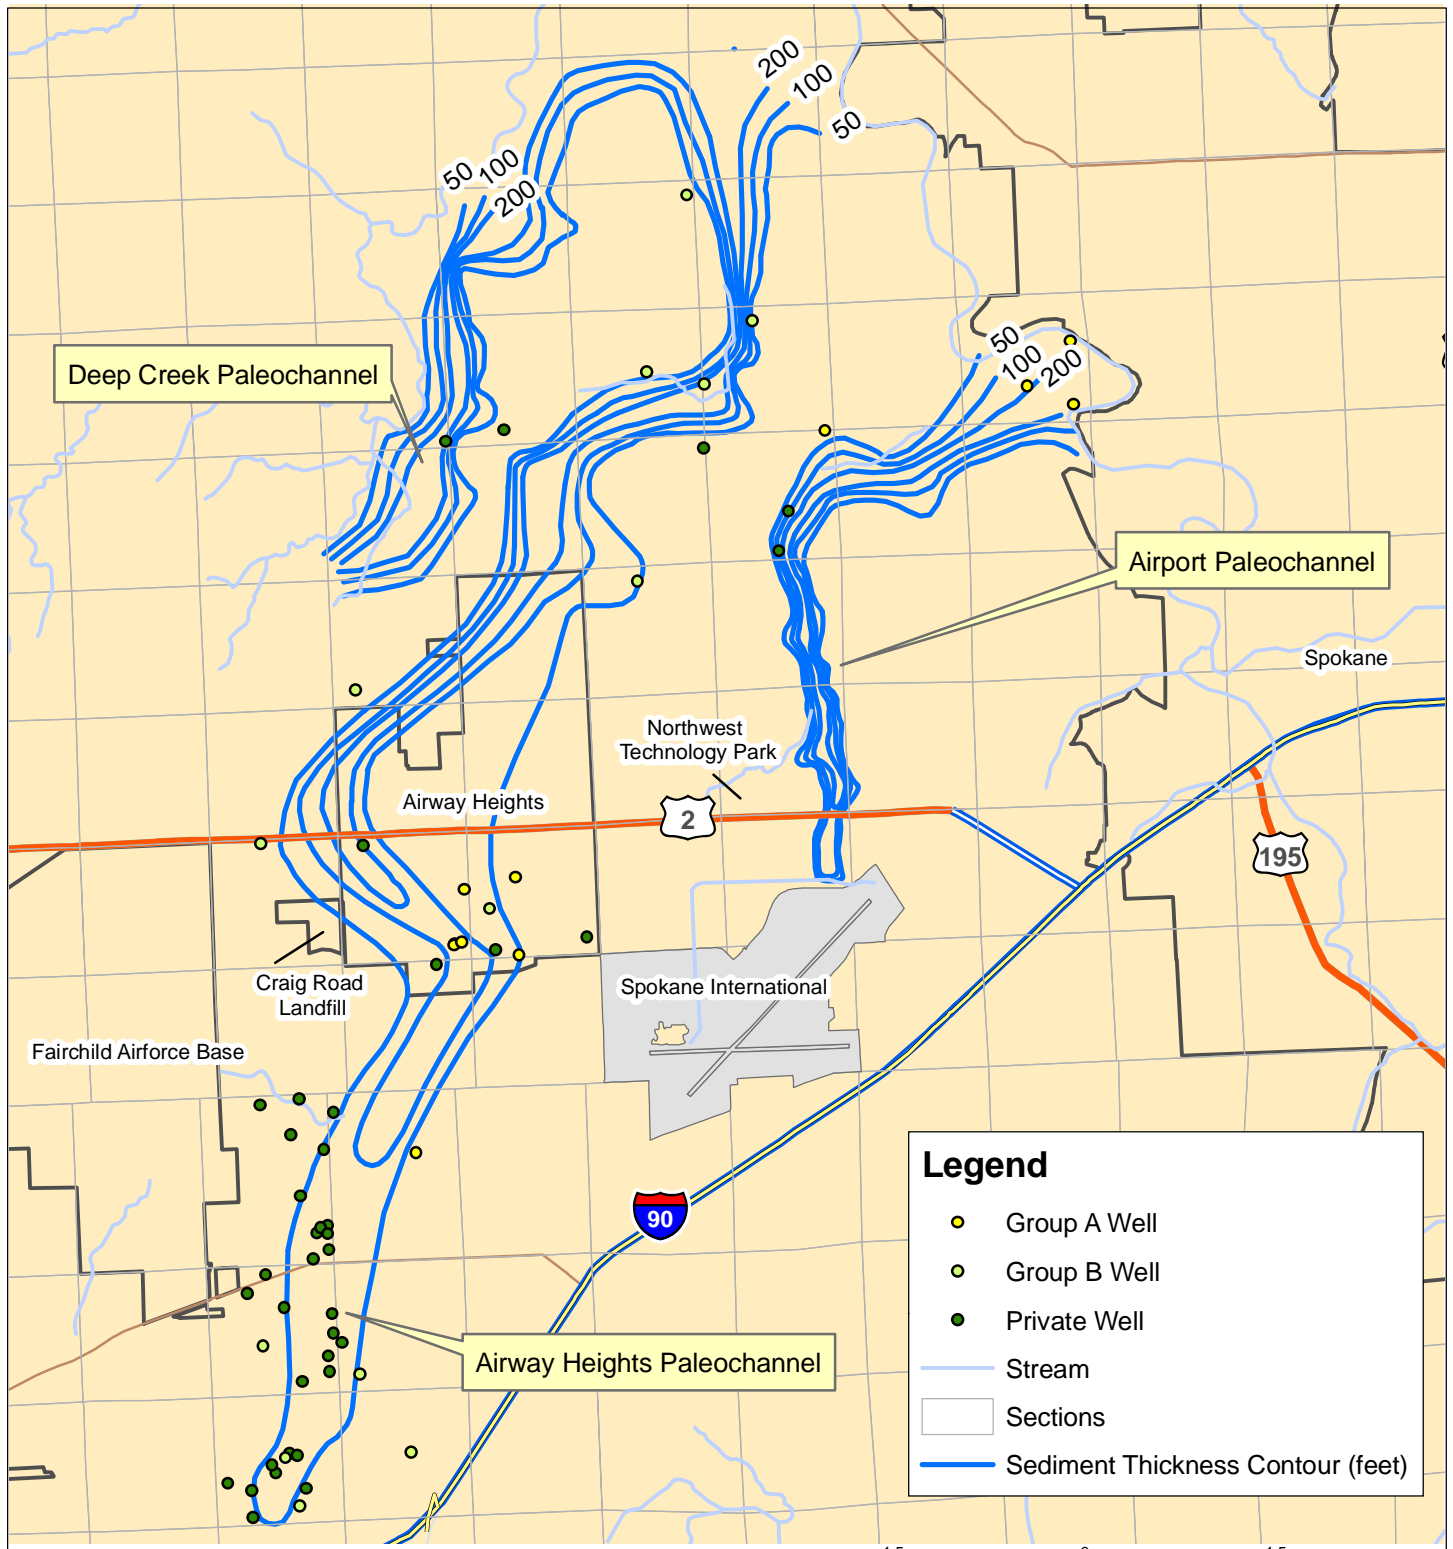 200
100
50
50
100
200
50
100
200
Deep Creek Paleochannel
Airport Paleochannel
Spokane
Northwest
Technology Park
Airway Heights
2
195
Craig Road
Landfill
Spokane International
Fairchild Airforce Base
90
Airway Heights Paleochannel
Legend
Group A Well
Group B Well
Private Well
Stream
Sections
Sediment Thickness Contour (feet)